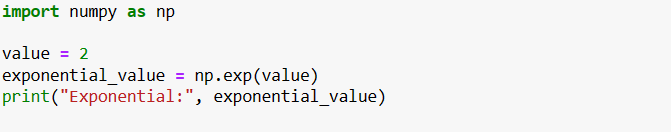 import numpy as np
value = 2
exponential_value = np.exp(value)
print("Exponential:", exponential_value)